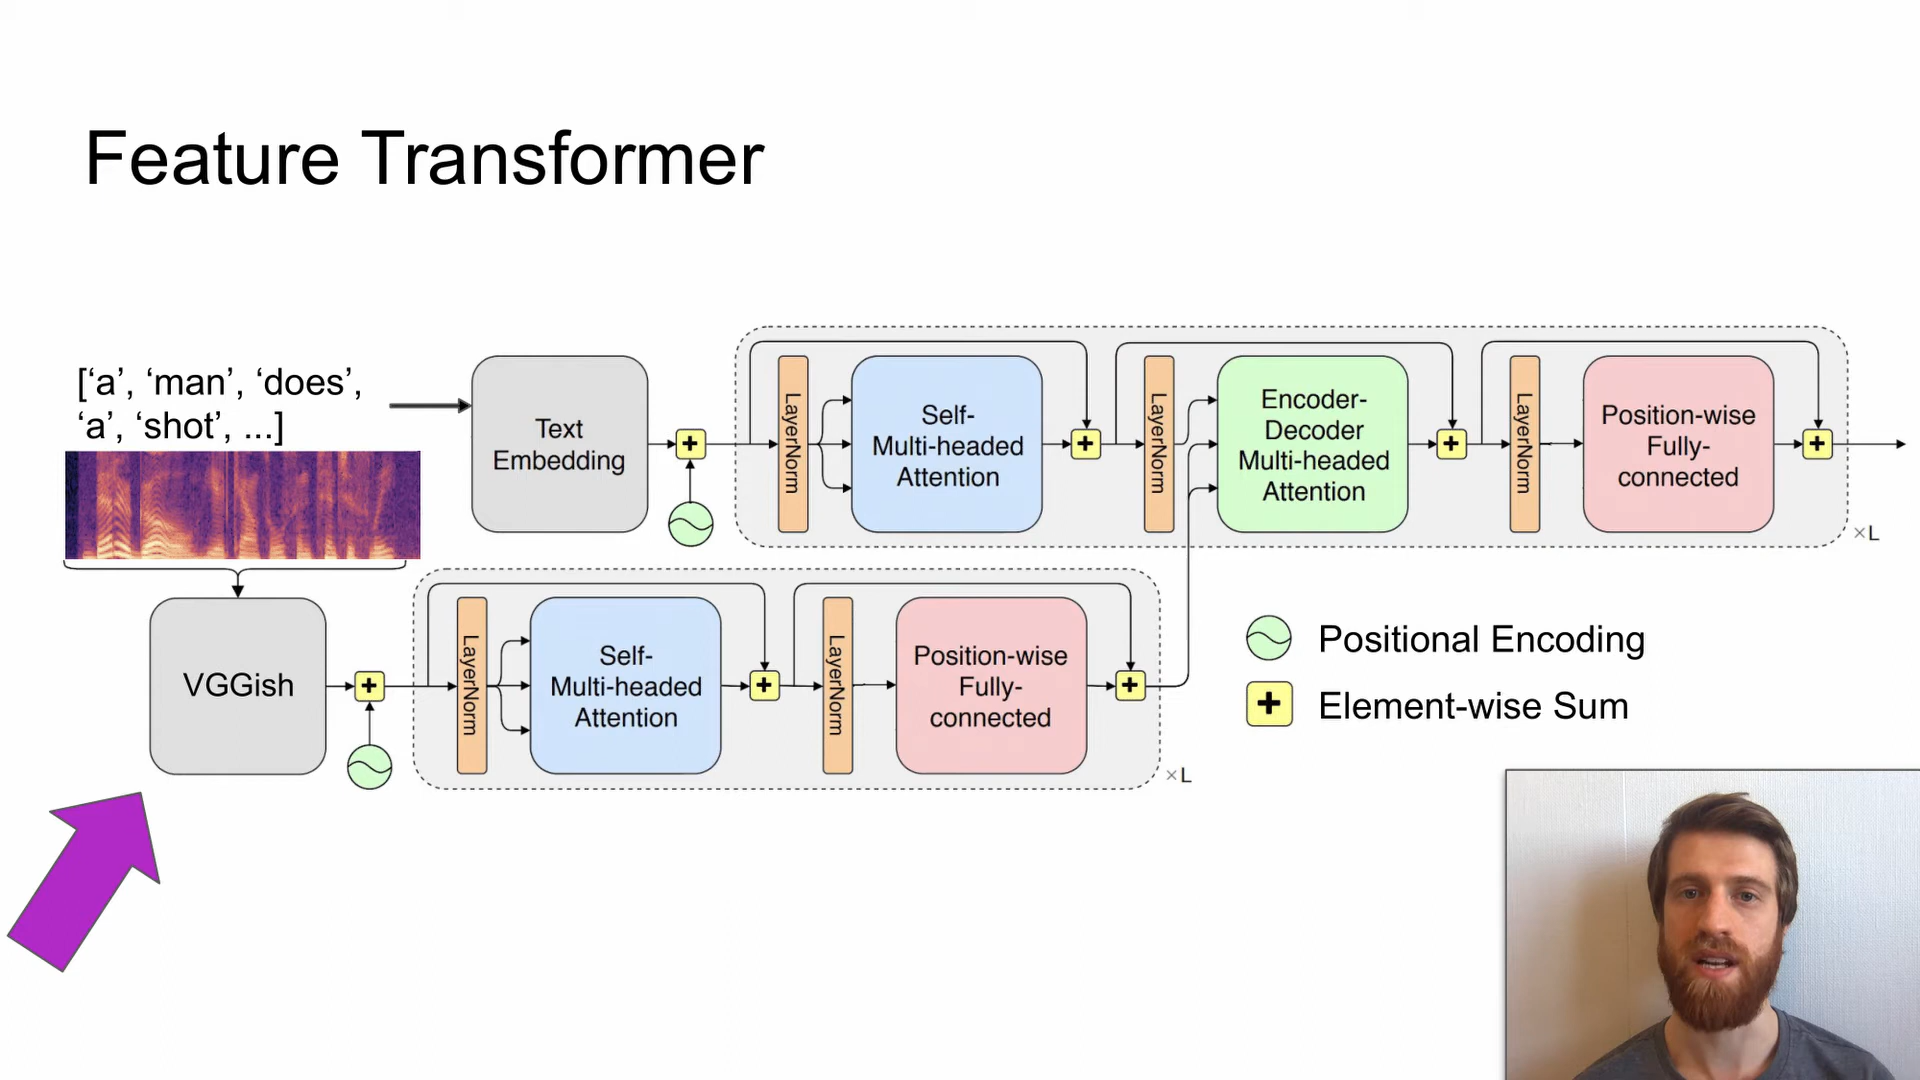 Feature Transformer
[‘a’, ‘man’, ‘does’,
‘a’, ‘shot’, ...]
Text
Embedding
LayerNorm
Self-
Multi-headed
Attention
LayerNorm
Encoder-
Decoder
Multi-headed
Attention
LayerNorm
Position-wise
Fully-
connected
×L
VGGish
LayerNorm
Self-
Multi-headed
Attention
LayerNorm
Position-wise
Fully-
connected
×L
Positional Encoding
Element-wise Sum